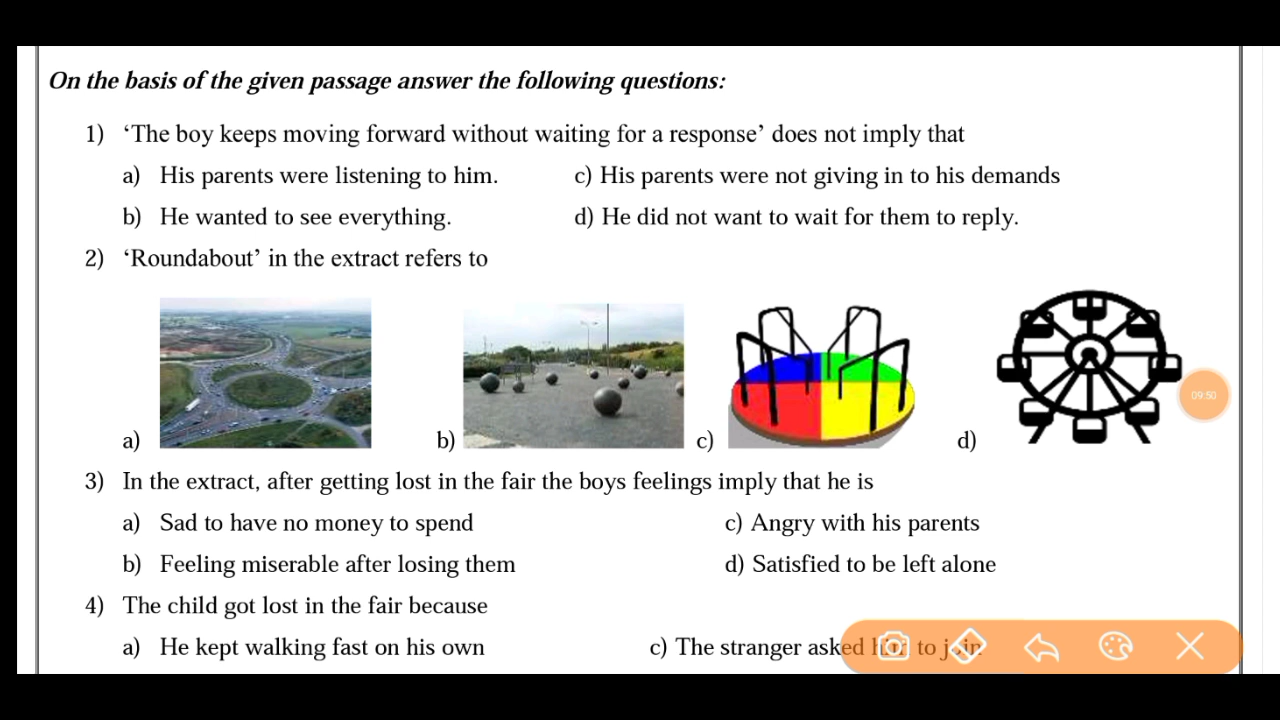 On the basis of the given passage answer the following questions:
1) ‘The boy keeps moving forward without waiting for a response’ does not imply that
a) His parents were listening to him. c) His parents were not giving in to his demands
b) He wanted to see everything. d) He did not want to wait for them to reply.
2) ‘Roundabout’ in the extract refers to
a) b) c) d)
09:50
3) In the extract, after getting lost in the fair the boys feelings imply that he is
a) Sad to have no money to spend c) Angry with his parents
b) Feeling miserable after losing them d) Satisfied to be left alone
4) The child got lost in the fair because
a) He kept walking fast on his own c) The stranger asked him to join